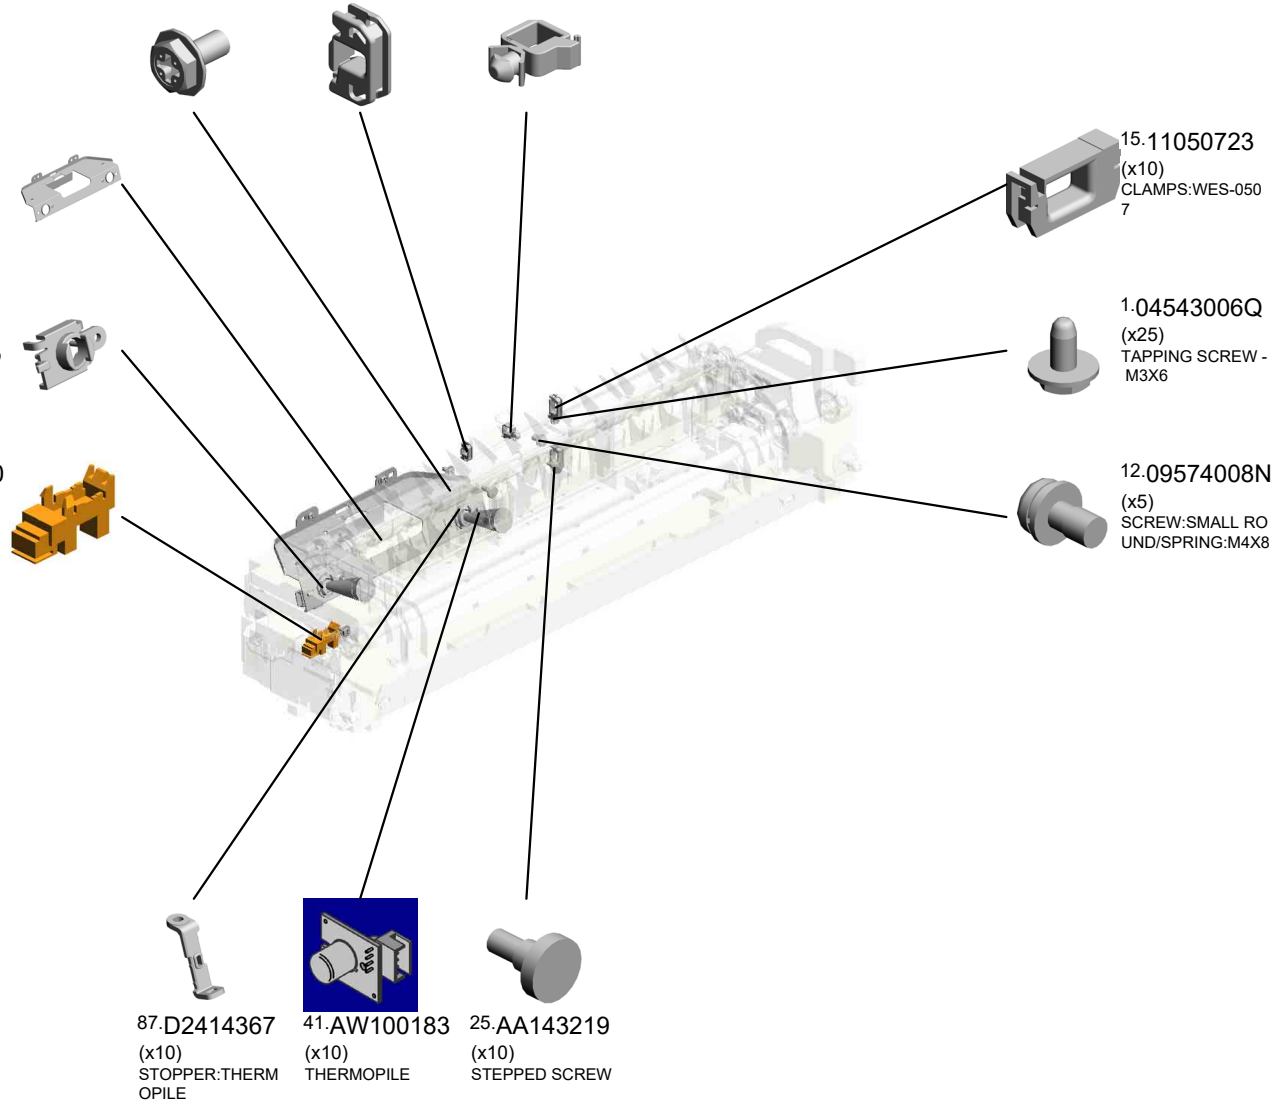 15.11050723
(x10)
CLAMPS:WES-050
7
1.04543006Q
(x25)
TAPPING SCREW -
M3X6
12.09574008N
(x5)
SCREW:SMALL RO
UND/SPRING:M4X8
87.D2414367
(x10)
STOPPER:THERM
OPILE
41.AW100183
(x10)
THERMOPILE
25.AA143219
(x10)
STEPPED SCREW